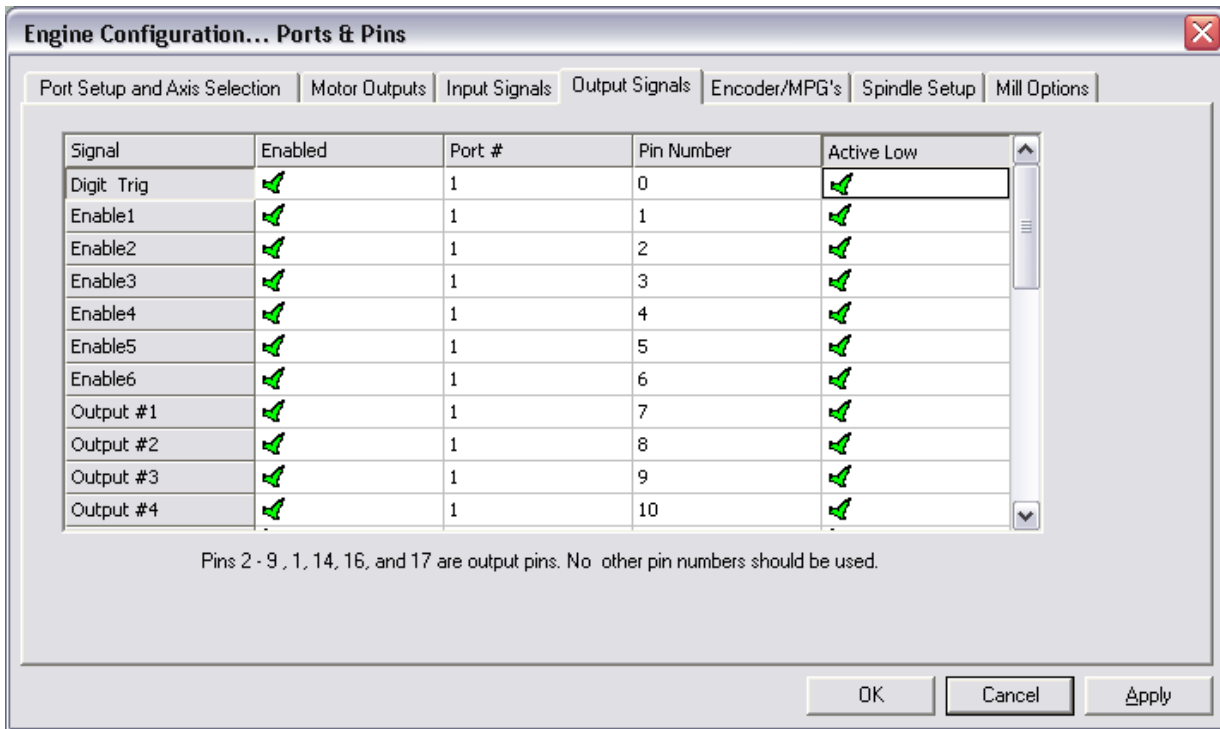 Engine Configuration... Ports & Pins
Port Setup and Axis Selection Motor Outputs Input Signals Output Signals Encoder/MPG's Spindle Setup Mill Options
Signal Enabled Port # Pin Number Active Low
Digit Trig 1 0
Enable1 1 1
Enable2 1 2
Enable3 1 3
Enable4 1 4
Enable5 1 5
Enable6 1 6
Output #1 1 7
Output #2 1 8
Output #3 1 9
Output #4 1 10
Pins 2 - 9 , 1, 14, 16, and 17 are output pins. No other pin numbers should be used.
OK Cancel Apply